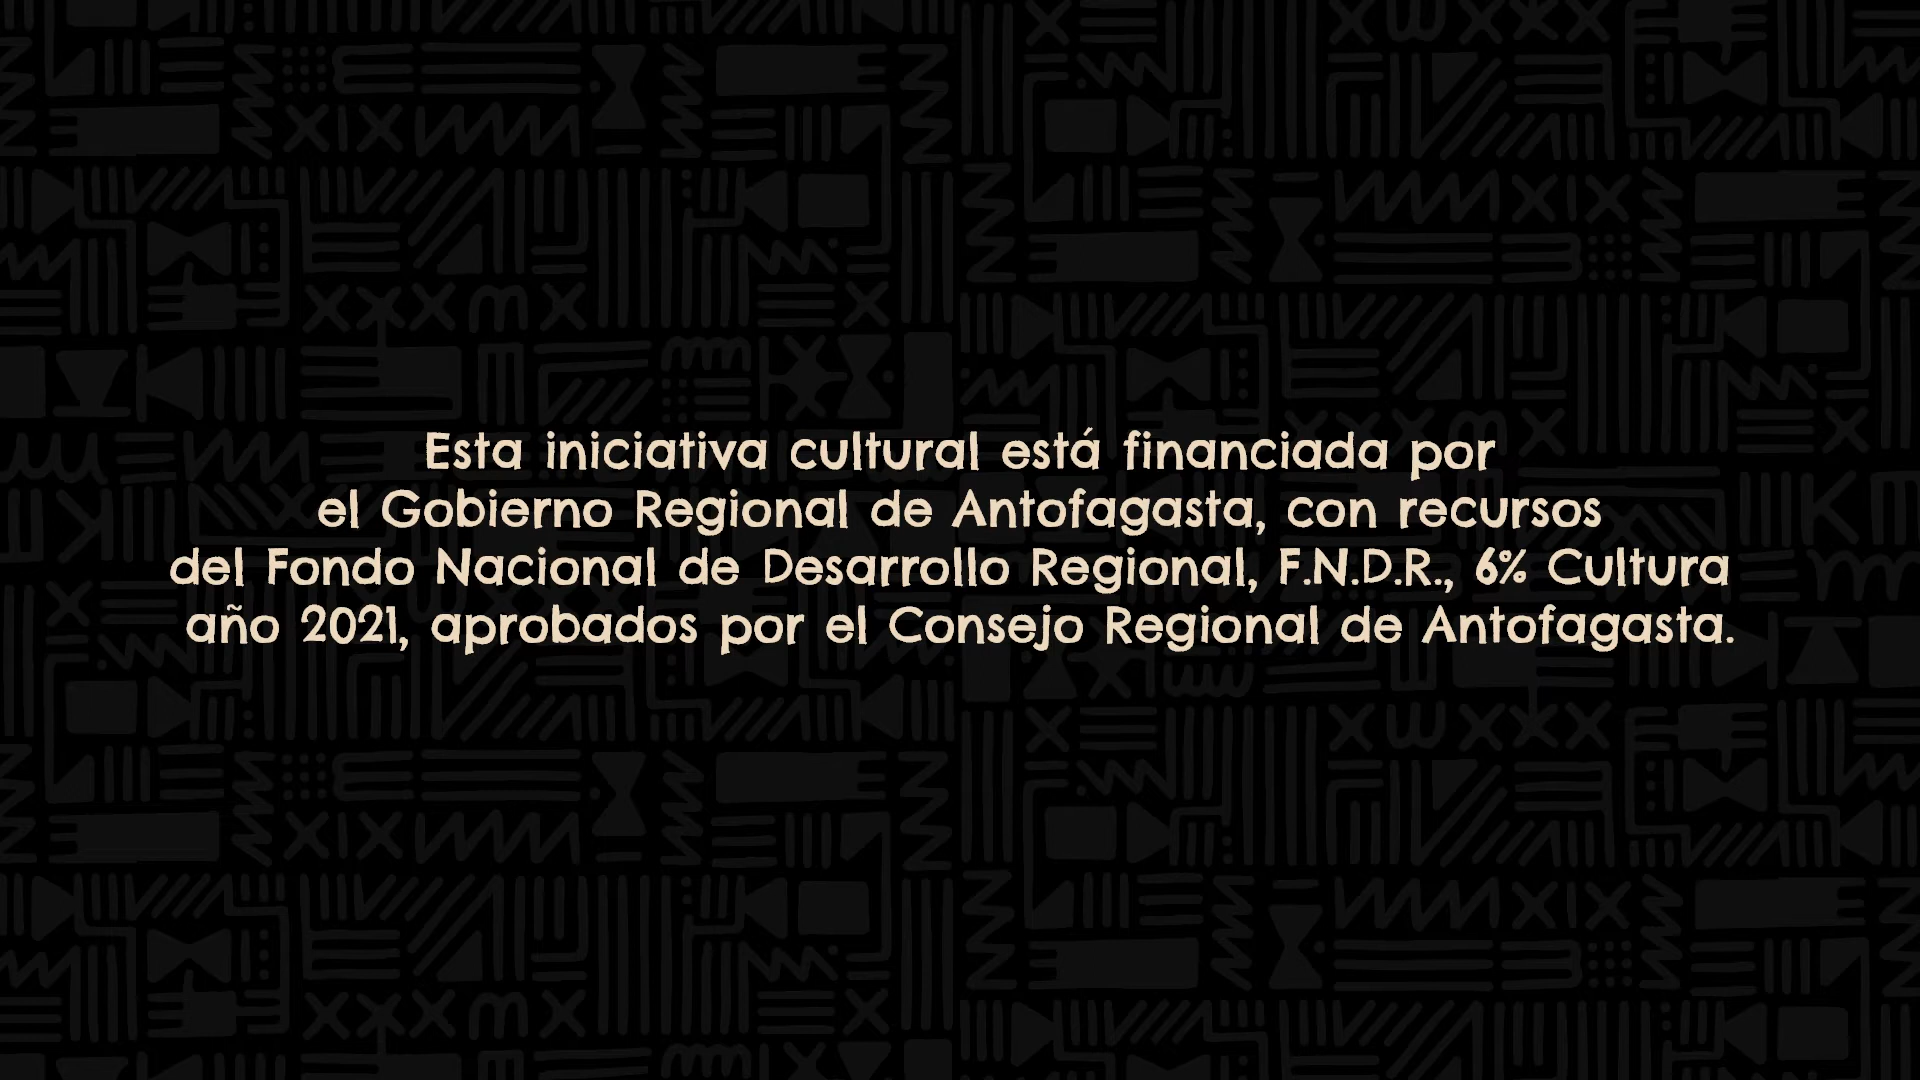 Esta iniciativa cultural está financiada por
el Gobierno Regional de Antofagasta, con recursos
del Fondo Nacional de Desarrollo Regional, F.N.D.R., 6% Cultura
año 2021, aprobados por el Consejo Regional de Antofagasta.